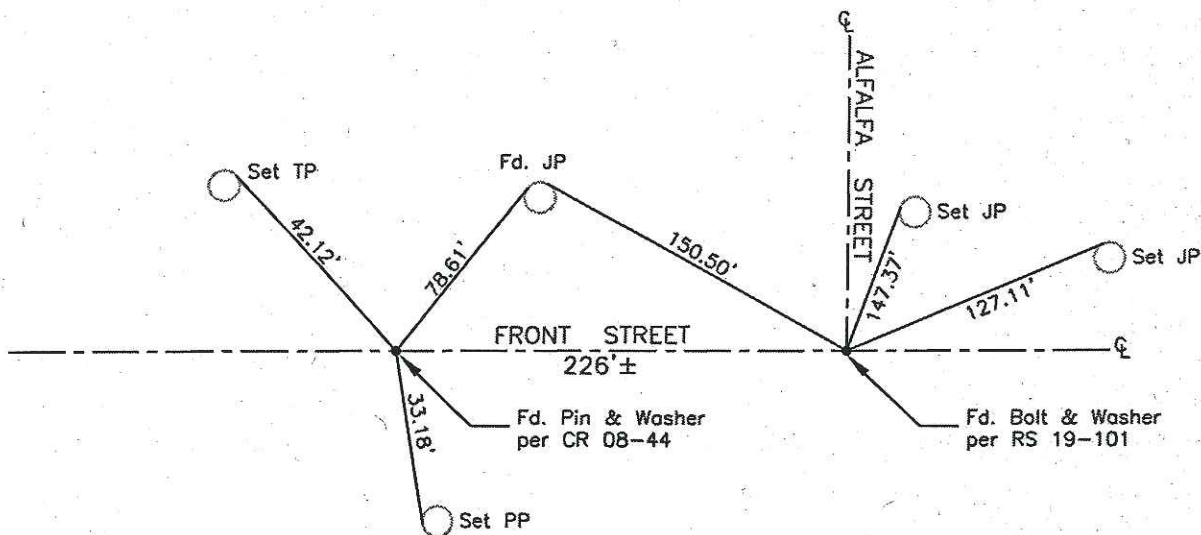 ℄
ALFALFA STREET
Set TP
Fd. JP
Set JP
Set JP
42.12'
78.61'
150.50'
147.37'
127.11'
FRONT STREET
226'±
℄
33.18'
Fd. Pin & Washer
per CR 08-44
Fd. Bolt & Washer
per RS 19-101
Set PP